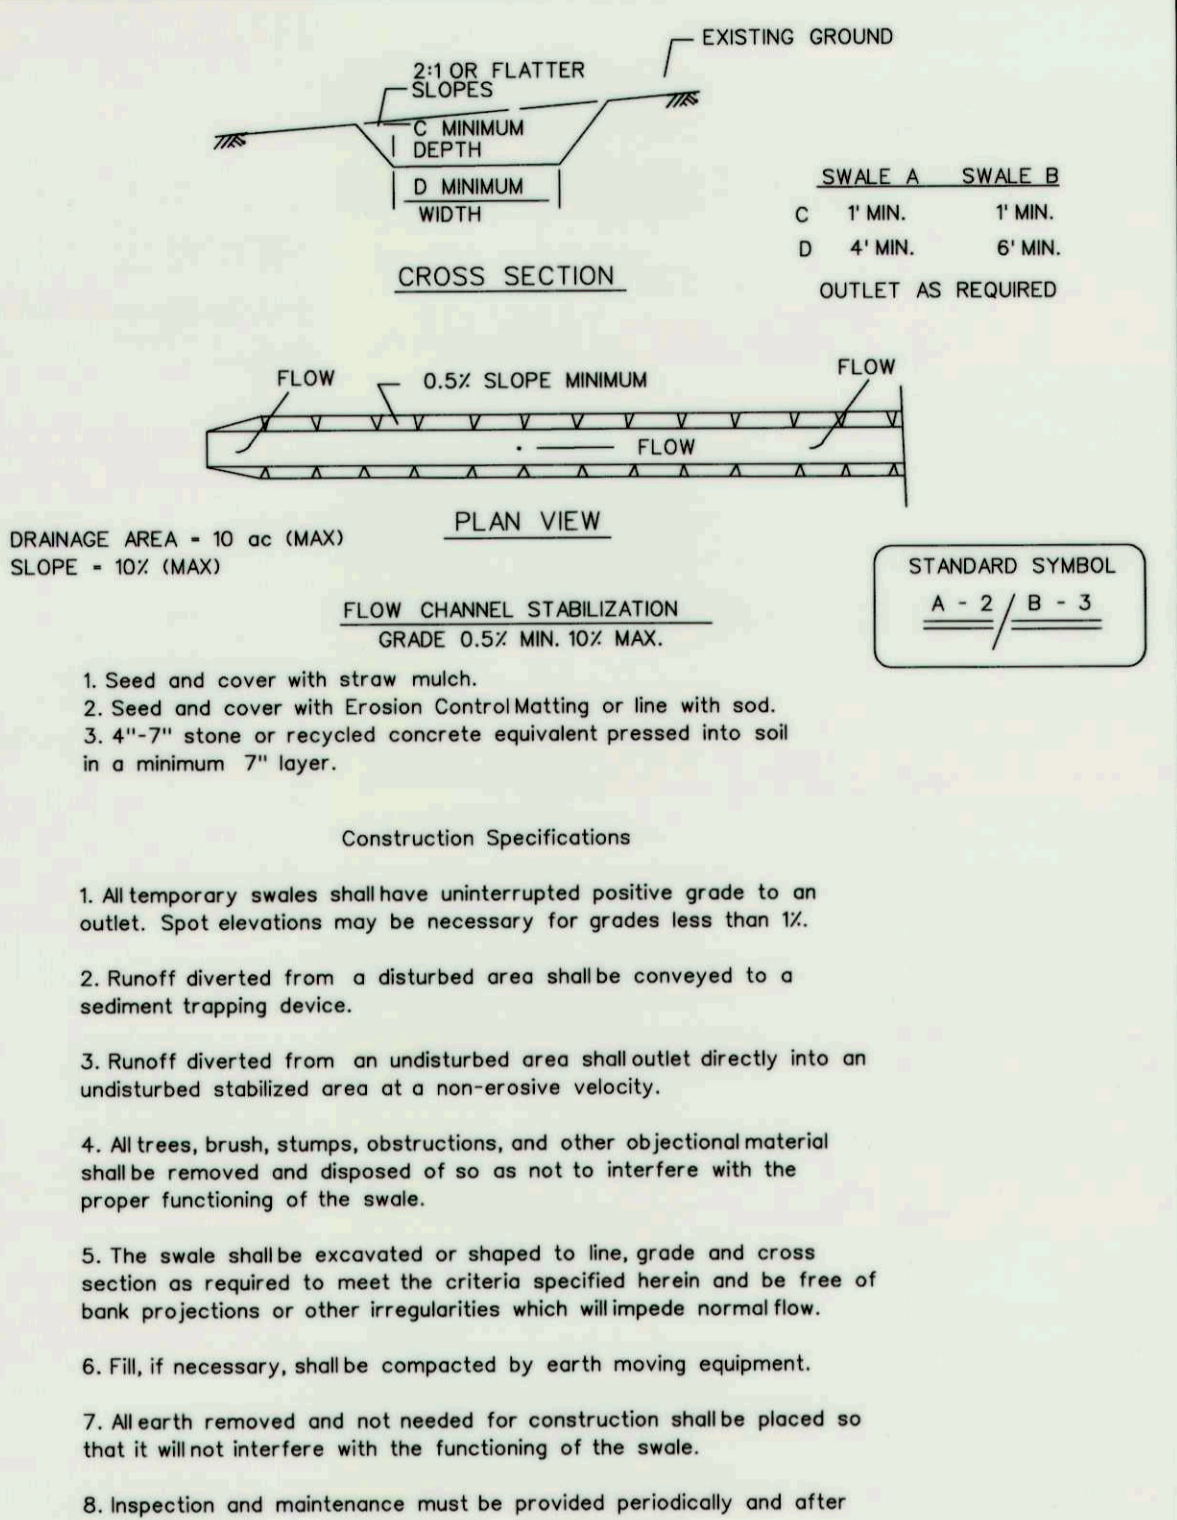 EXISTING GROUND
2:1 OR FLATTER
SLOPES
C MINIMUM
DEPTH
D MINIMUM
WIDTH
CROSS SECTION
SWALE A SWALE B
C 1' MIN. 1' MIN.
D 4' MIN. 6' MIN.
OUTLET AS REQUIRED
FLOW
0.5% SLOPE MINIMUM
FLOW
FLOW
PLAN VIEW
DRAINAGE AREA = 10 ac (MAX)
SLOPE = 10% (MAX)
STANDARD SYMBOL
A - 2 / B - 3
FLOW CHANNEL STABILIZATION
GRADE 0.5% MIN. 10% MAX.
1. Seed and cover with straw mulch.
2. Seed and cover with Erosion Control Matting or line with sod.
3. 4"-7" stone or recycled concrete equivalent pressed into soil
in a minimum 7" layer.
Construction Specifications
1. All temporary swales shall have uninterrupted positive grade to an
outlet. Spot elevations may be necessary for grades less than 1%.
2. Runoff diverted from a disturbed area shall be conveyed to a
sediment trapping device.
3. Runoff diverted from an undisturbed area shall outlet directly into an
undisturbed stabilized area at a non-erosive velocity.
4. All trees, brush, stumps, obstructions, and other objectional material
shall be removed and disposed of so as not to interfere with the
proper functioning of the swale.
5. The swale shall be excavated or shaped to line, grade and cross
section as required to meet the criteria specified herein and be free of
bank projections or other irregularities which will impede normal flow.
6. Fill, if necessary, shall be compacted by earth moving equipment.
7. All earth removed and not needed for construction shall be placed so
that it will not interfere with the functioning of the swale.
8. Inspection and maintenance must be provided periodically and after